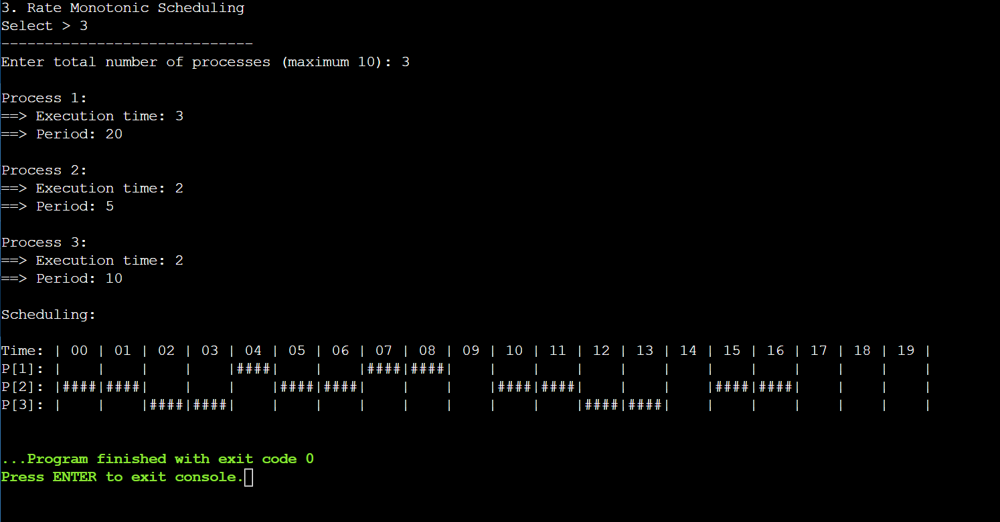 3. Rate Monotonic Scheduling
Select > 3
-----------------------------
Enter total number of processes (maximum 10): 3
Process 1:
==> Execution time: 3
==> Period: 20
Process 2:
==> Execution time: 2
==> Period: 5
Process 3:
==> Execution time: 2
==> Period: 10
Scheduling:
Time: | 00 | 01 | 02 | 03 | 04 | 05 | 06 | 07 | 08 | 09 | 10 | 11 | 12 | 13 | 14 | 15 | 16 | 17 | 18 | 19 |
P[1]: |    |    |    |    |####|    |    |####|####|    |    |    |    |    |    |    |    |    |    |    |
P[2]: |####|####|    |    |    |####|####|    |    |    |####|####|    |    |    |####|####|    |    |    |
P[3]: |    |    |####|####|    |    |    |    |    |    |    |    |####|####|    |    |    |    |    |    |
...Program finished with exit code 0
Press ENTER to exit console.